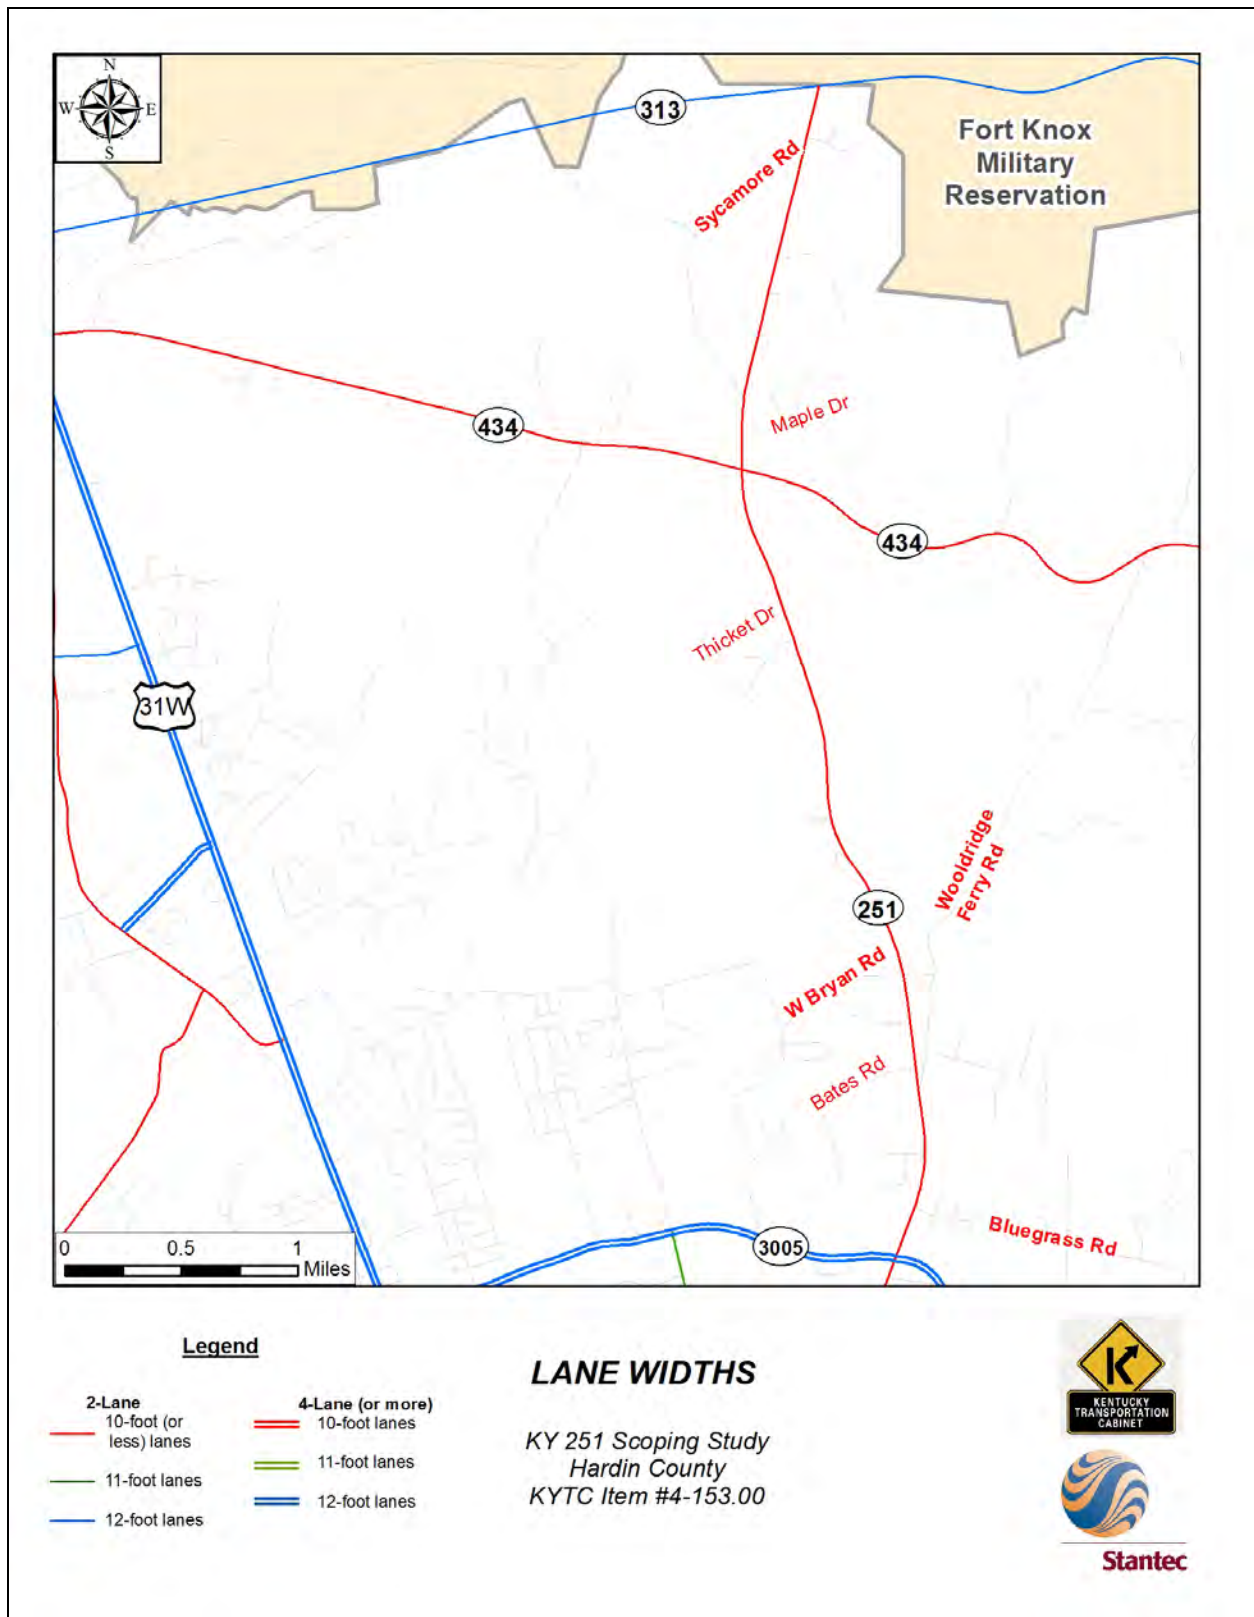 N
W
E
S
313
Fort Knox
Military
Reservation
Sycamore Rd
Maple Dr
434
434
Thicket Dr
31W
Wooldridge
Ferry Rd
251
W Bryan Rd
Bates Rd
Bluegrass Rd
3005
0 0.5 1
Miles
Legend
2-Lane
10-foot (or
less) lanes
11-foot lanes
12-foot lanes
4-Lane (or more)
10-foot lanes
11-foot lanes
12-foot lanes
LANE WIDTHS
KY 251 Scoping Study
Hardin County
KYTC Item #4-153.00
K
KENTUCKY
TRANSPORTATION
CABINET
Stantec